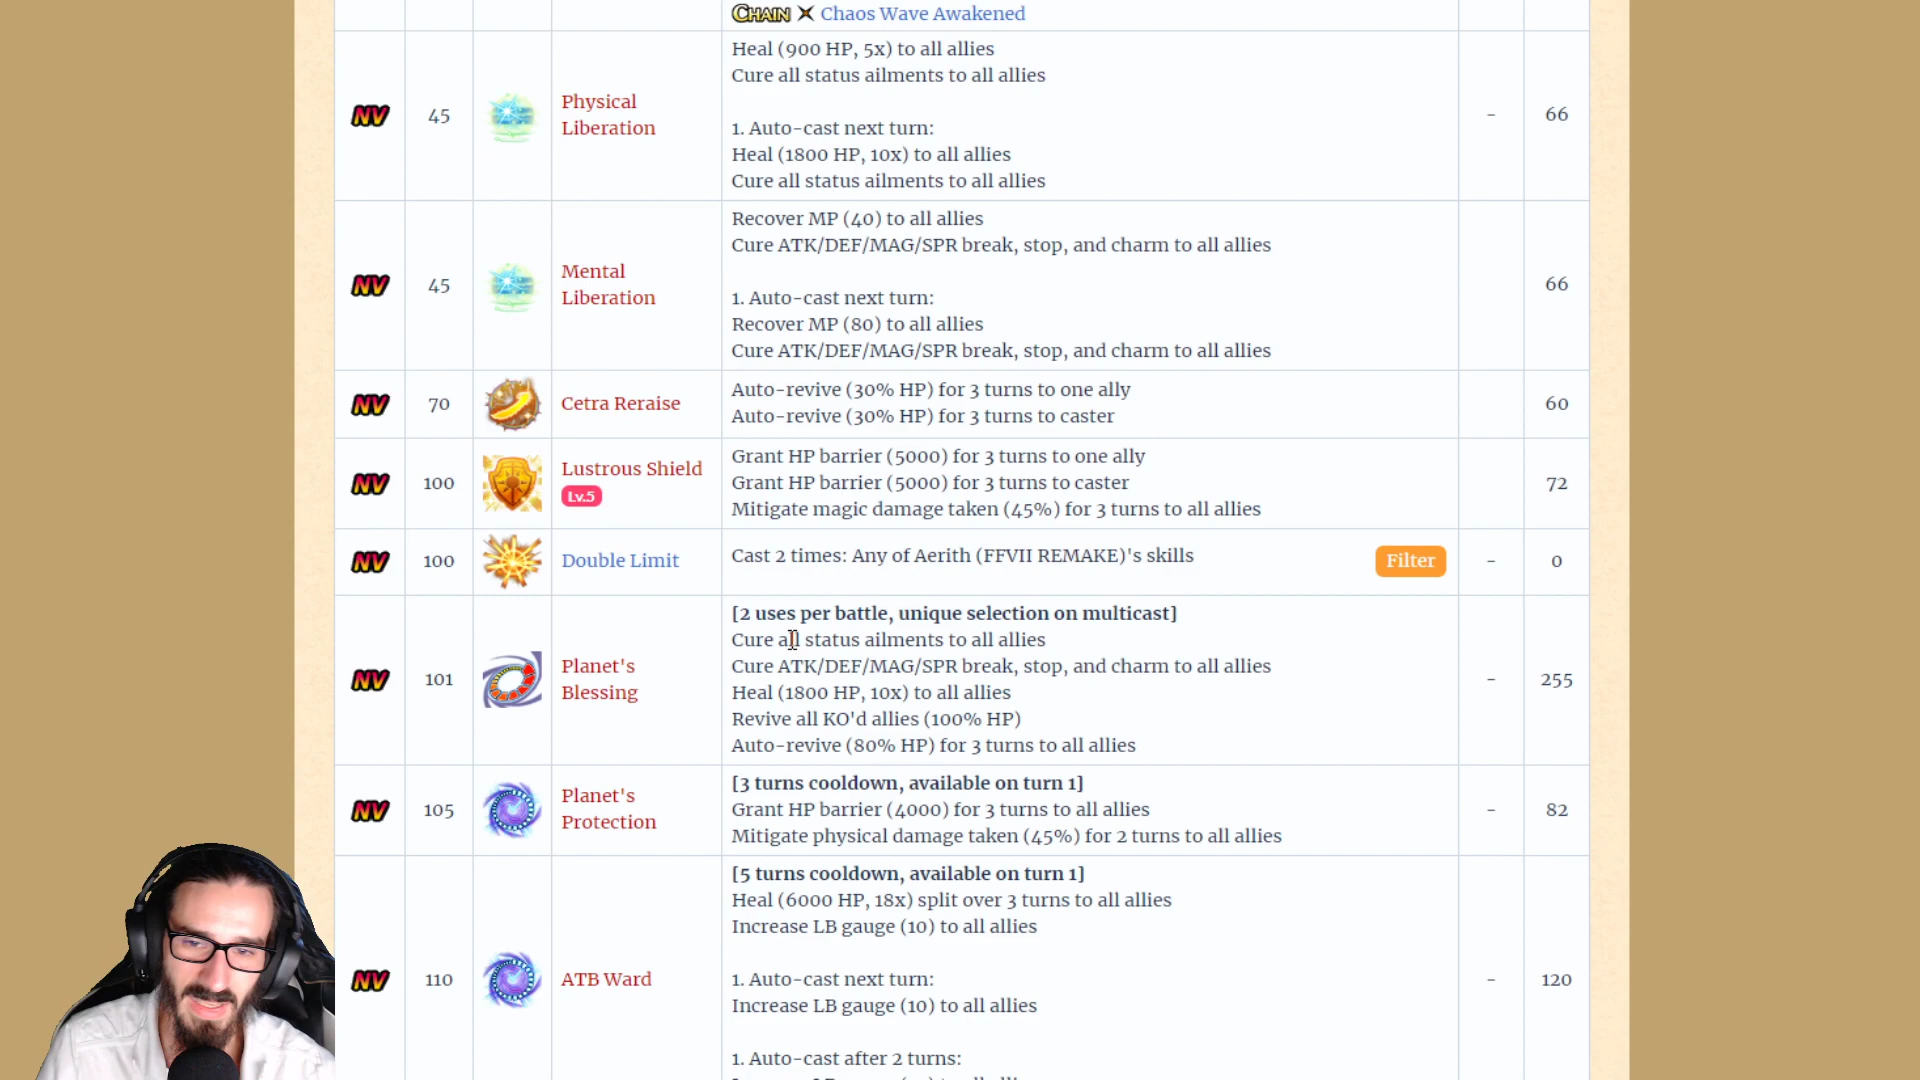 CHAIN Chaos Wave Awakened
NV 45 Physical Liberation
Heal (900 HP, 5x) to all allies
Cure all status ailments to all allies
1. Auto-cast next turn:
Heal (1800 HP, 10x) to all allies
Cure all status ailments to all allies
- 66
NV 45 Mental Liberation
Recover MP (40) to all allies
Cure ATK/DEF/MAG/SPR break, stop, and charm to all allies
1. Auto-cast next turn:
Recover MP (80) to all allies
Cure ATK/DEF/MAG/SPR break, stop, and charm to all allies
66
NV 70 Cetra Reraise
Auto-revive (30% HP) for 3 turns to one ally
Auto-revive (30% HP) for 3 turns to caster
60
NV 100 Lustrous Shield
Lv.5
Grant HP barrier (5000) for 3 turns to one ally
Grant HP barrier (5000) for 3 turns to caster
Mitigate magic damage taken (45%) for 3 turns to all allies
72
NV 100 Double Limit
Cast 2 times: Any of Aerith (FFVII REMAKE)'s skills
Filter
- 0
NV 101 Planet's Blessing
[2 uses per battle, unique selection on multicast]
Cure all status ailments to all allies
Cure ATK/DEF/MAG/SPR break, stop, and charm to all allies
Heal (1800 HP, 10x) to all allies
Revive all KO'd allies (100% HP)
Auto-revive (80% HP) for 3 turns to all allies
- 255
NV 105 Planet's Protection
[3 turns cooldown, available on turn 1]
Grant HP barrier (4000) for 3 turns to all allies
Mitigate physical damage taken (45%) for 2 turns to all allies
- 82
NV 110 ATB Ward
[5 turns cooldown, available on turn 1]
Heal (6000 HP, 18x) split over 3 turns to all allies
Increase LB gauge (10) to all allies
1. Auto-cast next turn:
Increase LB gauge (10) to all allies
1. Auto-cast after 2 turns:
- 120